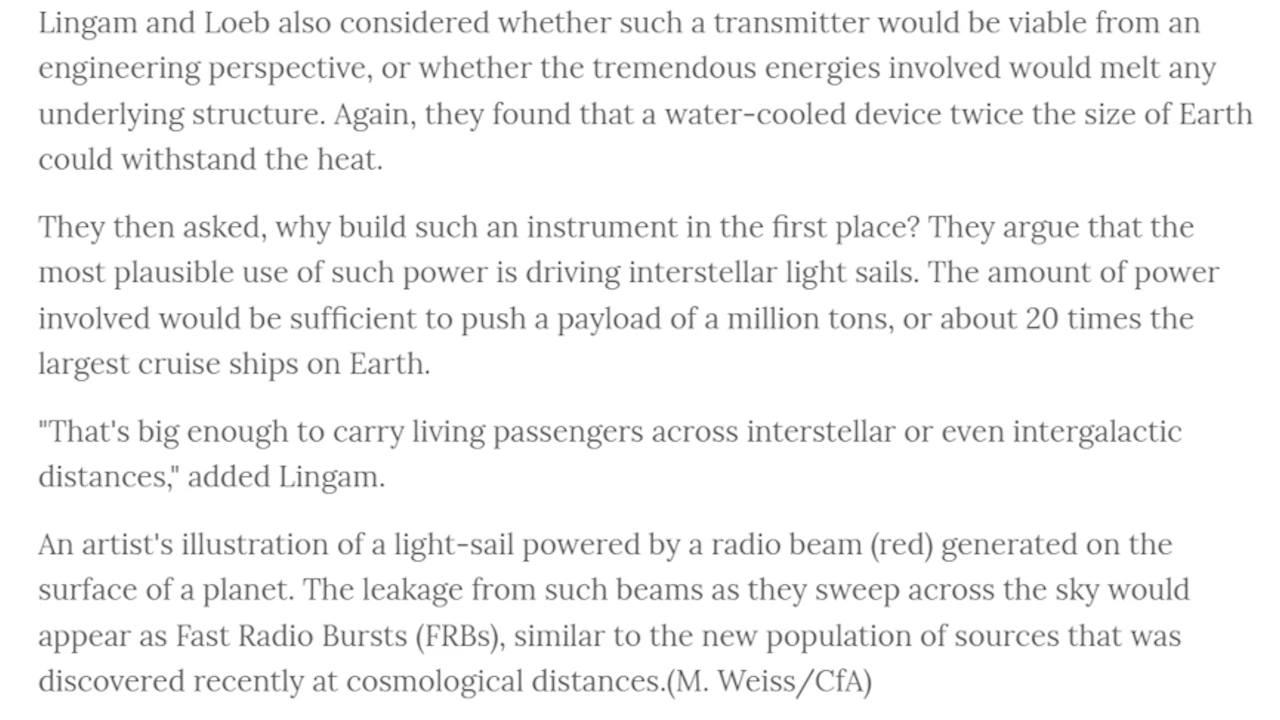 Lingam and Loeb also considered whether such a transmitter would be viable from an
engineering perspective, or whether the tremendous energies involved would melt any
underlying structure. Again, they found that a water-cooled device twice the size of Earth
could withstand the heat.
They then asked, why build such an instrument in the first place? They argue that the
most plausible use of such power is driving interstellar light sails. The amount of power
involved would be sufficient to push a payload of a million tons, or about 20 times the
largest cruise ships on Earth.
"That's big enough to carry living passengers across interstellar or even intergalactic
distances," added Lingam.
An artist's illustration of a light-sail powered by a radio beam (red) generated on the
surface of a planet. The leakage from such beams as they sweep across the sky would
appear as Fast Radio Bursts (FRBs), similar to the new population of sources that was
discovered recently at cosmological distances.(M. Weiss/CfA)